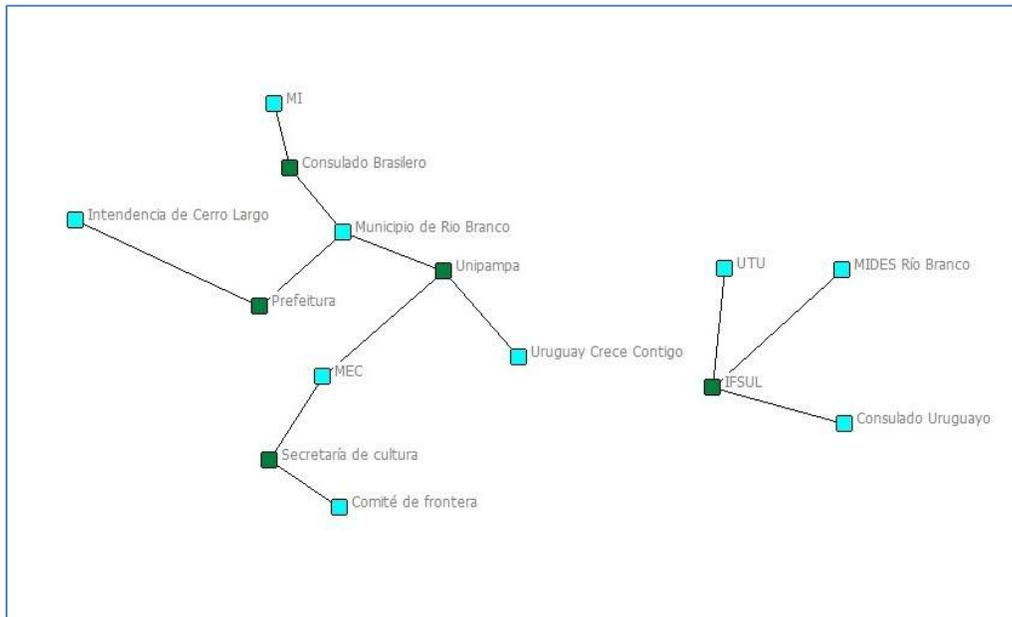 MI
Consulado Brasilero
Intendencia de Cerro Largo
Municipio de Rio Branco
Unipampa
UTU
MIDES Río Branco
Prefeitura
Uruguay Crece Contigo
MEC
IFSUL
Consulado Uruguayo
Secretaría de cultura
Comité de frontera